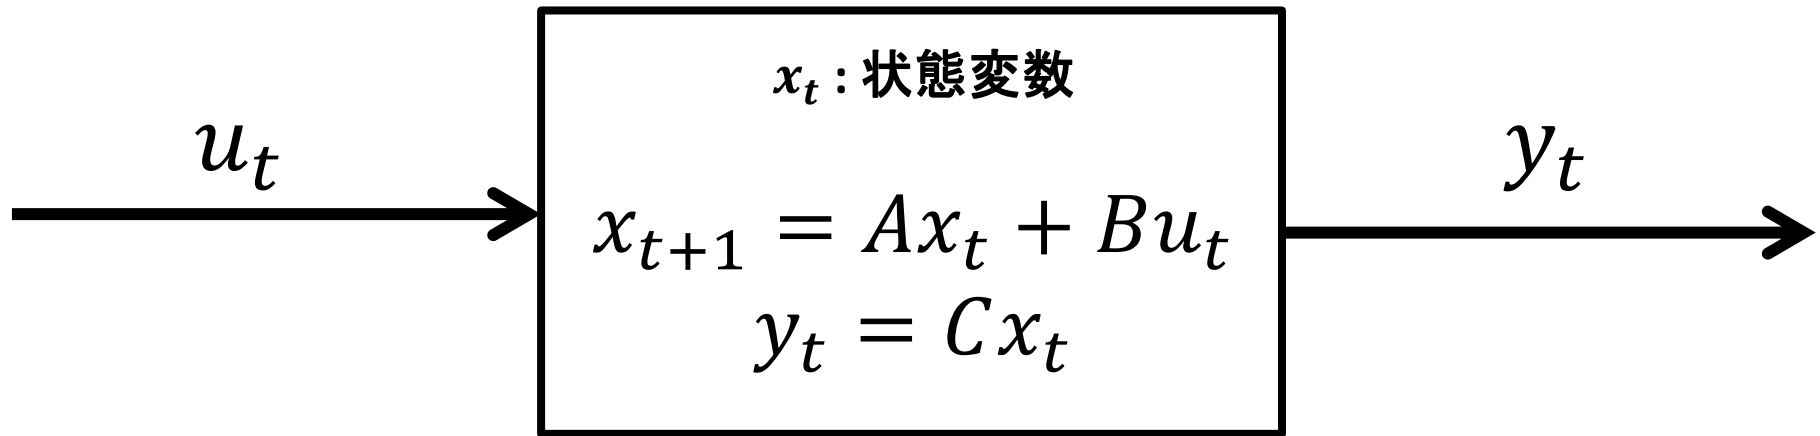 x_t : 状態変数
u_t
x_{t+1} = Ax_t + Bu_t
y_t = Cx_t
y_t